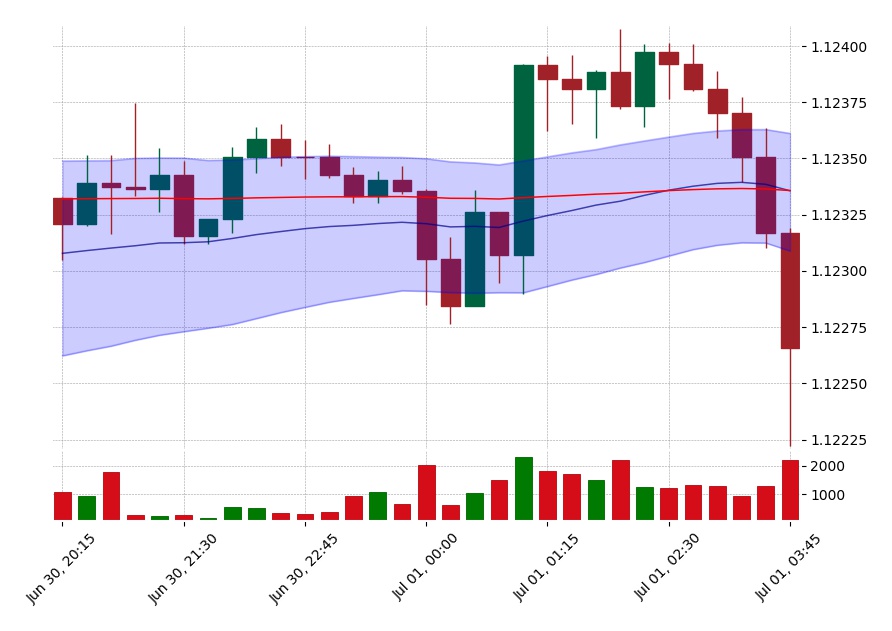 1.12400
1.12375
1.12350
1.12325
1.12300
1.12275
1.12250
1.12225
2000
1000
Jun 30, 20:15
Jun 30, 21:30
Jun 30, 22:45
Jul 01, 00:00
Jul 01, 01:15
Jul 01, 02:30
Jul 01, 03:45